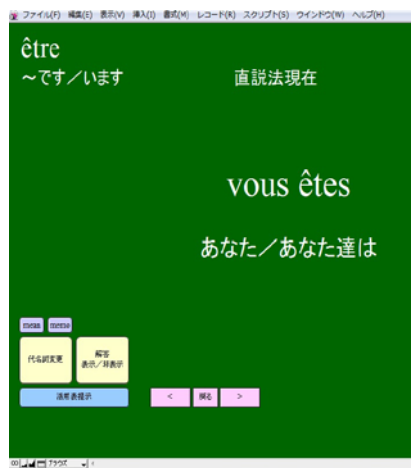 ファイル(F) 編集(E) 表示(V) 挿入(I) 書式(M) レコード(R) スクリプト(S) ウインドウ(W) ヘルプ(H)
être
～です／います 直説法現在
vous êtes
あなた／あなた達は
meas memo
代名詞変更 解答
表示／非表示
活用表提示 < 戻る >
ブラウズ